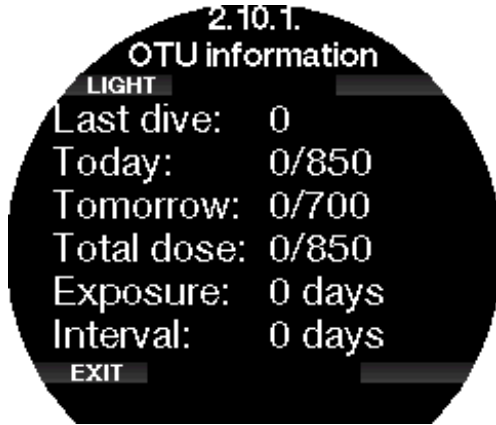 2.10.1.
OTU information
LIGHT
Last dive: 0
Today: 0/850
Tomorrow: 0/700
Total dose: 0/850
Exposure: 0 days
Interval: 0 days
EXIT